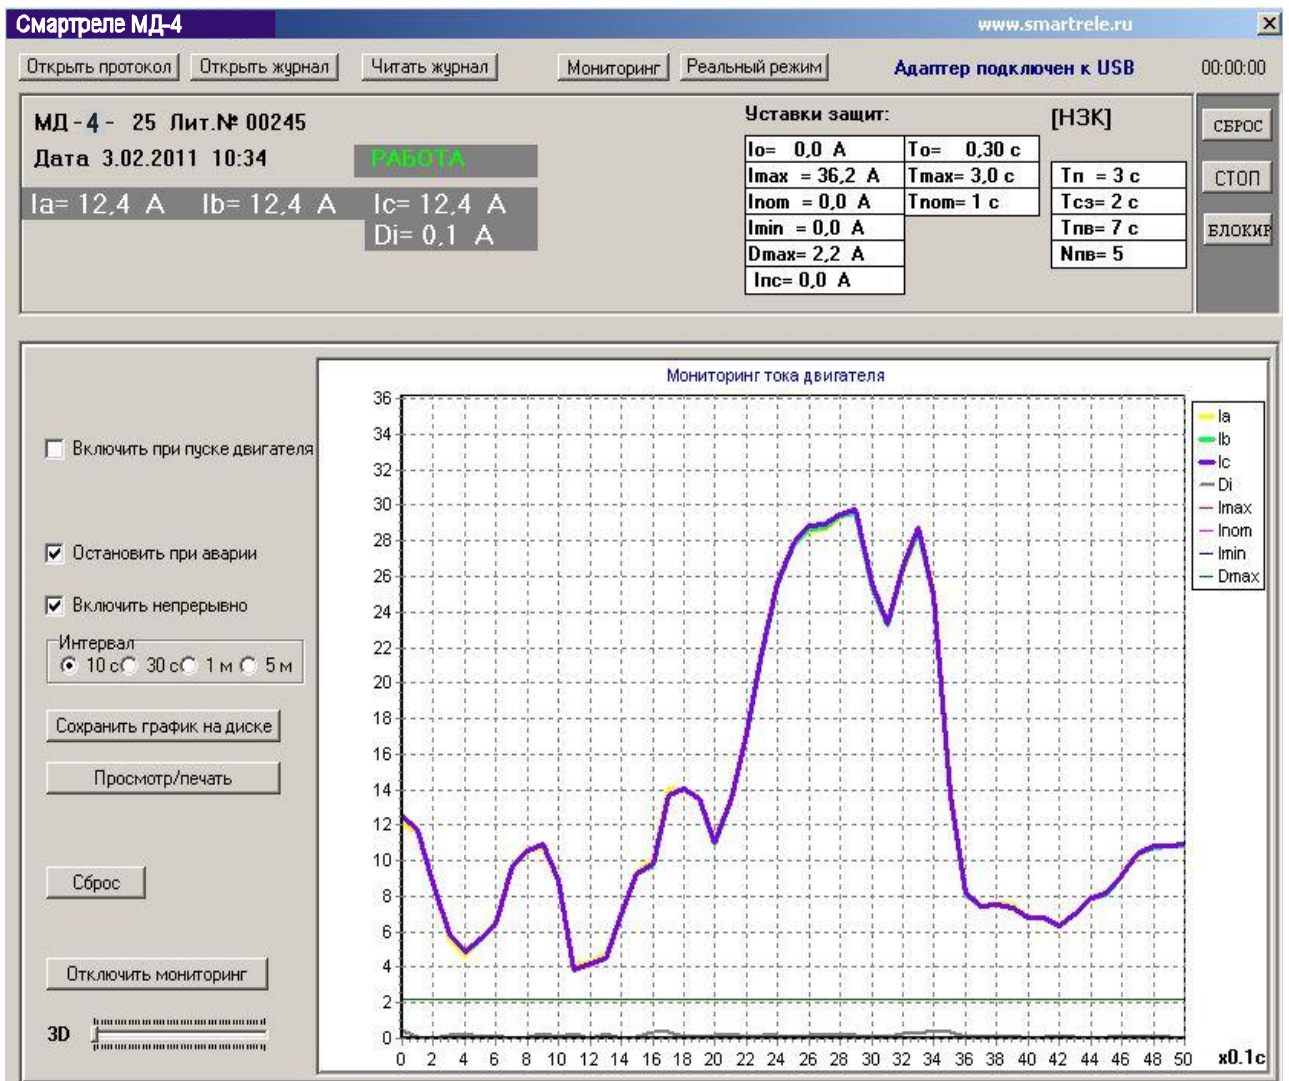 Смартреле МД-4 www.smartrele.ru
Открыть протокол Открыть журнал Читать журнал Мониторинг Реальный режим Адаптер подключен к USB 00:00:00
МД - 4 - 25 Лит.№ 00245
Дата 3.02.2011 10:34 РАБОТА
Ia= 12,4 А Ib= 12,4 А Ic= 12,4 А
Di= 0,1 А
Уставки защит: [НЗК]
Io= 0,0 А To= 0,30 с
Imax = 36,2 А Tmax= 3,0 с Тп = 3 с
Inom = 0,0 А Tnom= 1 с Тсз= 2 с
Imin = 0,0 А Тпв= 7 с
Dmax= 2,2 А Nпв= 5
Inc= 0,0 А
СБРОС
СТОП
БЛОКИР
Включить при пуске двигателя
Остановить при аварии
Включить непрерывно
Интервал
10 с 30 с 1 м 5 м
Сохранить график на диске
Просмотр/печать
Сброс
Отключить мониторинг
3D
Мониторинг тока двигателя
36
34
32
30
28
26
24
22
20
18
16
14
12
10
8
6
4
2
0
0 2 4 6 8 10 12 14 16 18 20 22 24 26 28 30 32 34 36 38 40 42 44 46 48 50 x0.1c
Ia
Ib
Ic
Di
Imax
Inom
Imin
Dmax